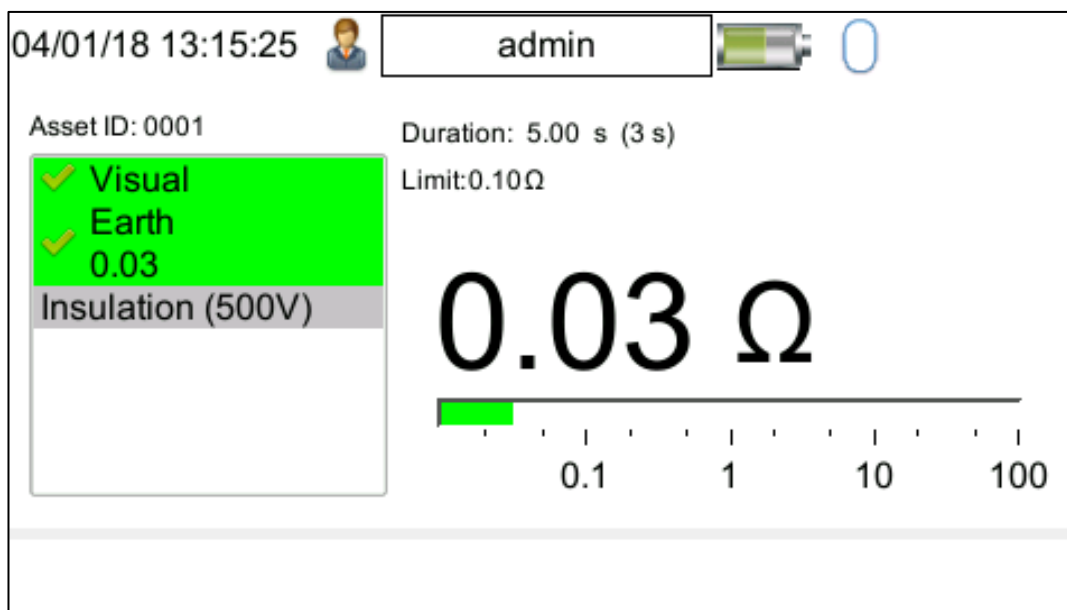 04/01/18 13:15:25 admin
Asset ID: 0001
Duration: 5.00 s (3 s)
Limit:0.10Ω
Visual
Earth
0.03
Insulation (500V)
0.03 Ω
0.1 1 10 100